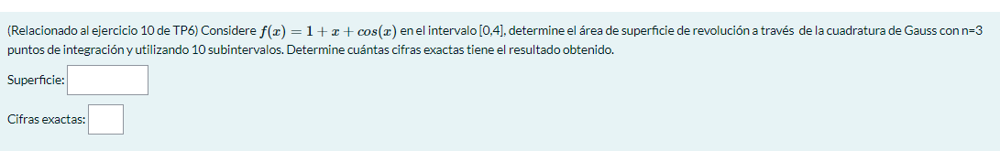 (Relacionado al ejercicio 10 de TP6) Considere f(x) = 1 + x + cos(x) en el intervalo [0,4], determine el área de superficie de revolución a través de la cuadratura de Gauss con n=3
puntos de integración y utilizando 10 subintervalos. Determine cuántas cifras exactas tiene el resultado obtenido.
Superficie:
Cifras exactas: